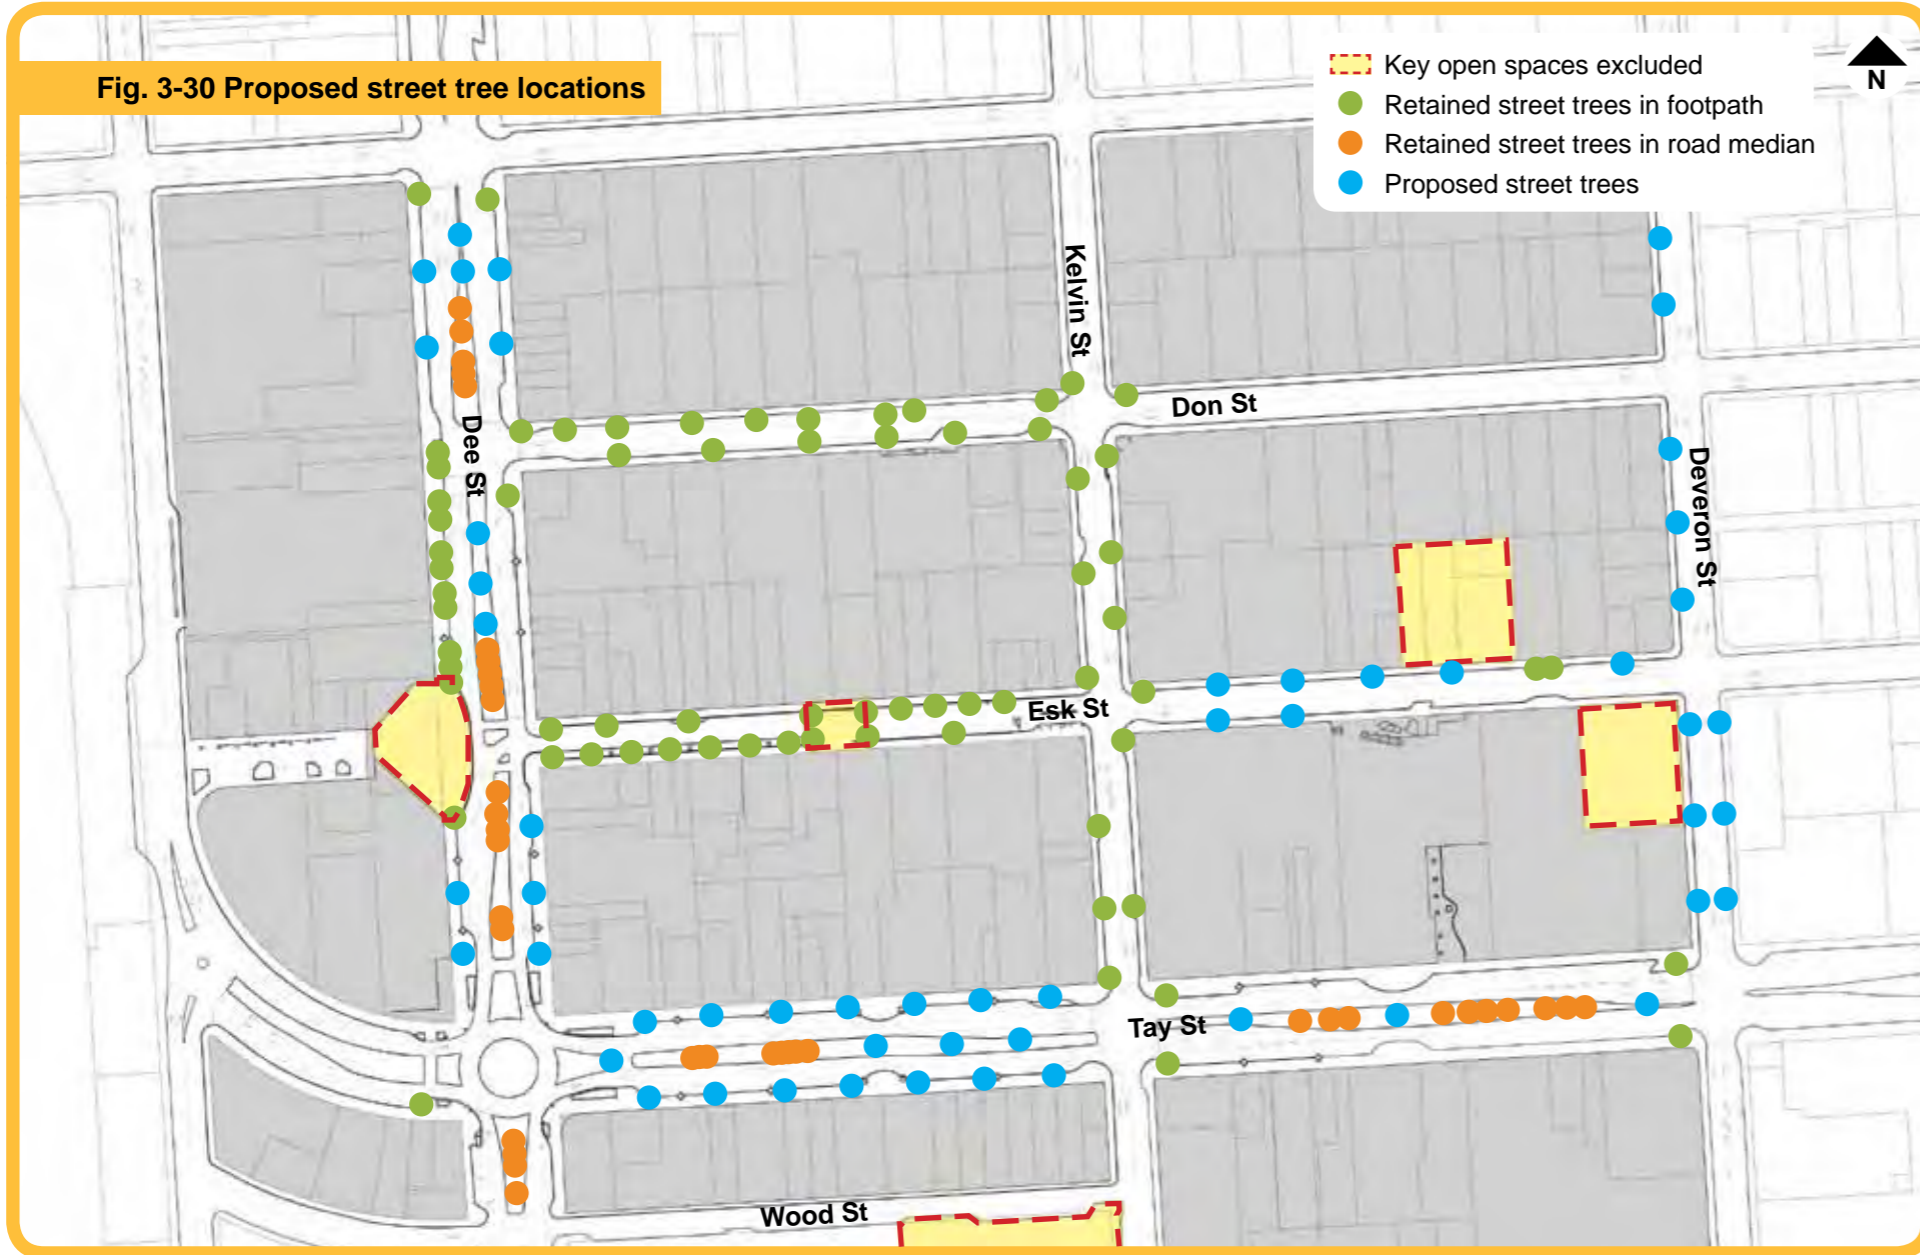 Fig. 3-30 Proposed street tree locations
Key open spaces excluded
Retained street trees in footpath
Retained street trees in road median
Proposed street trees
N
Kelvin St
Don St
Dee St
Deveron St
Esk St
Tay St
Wood St